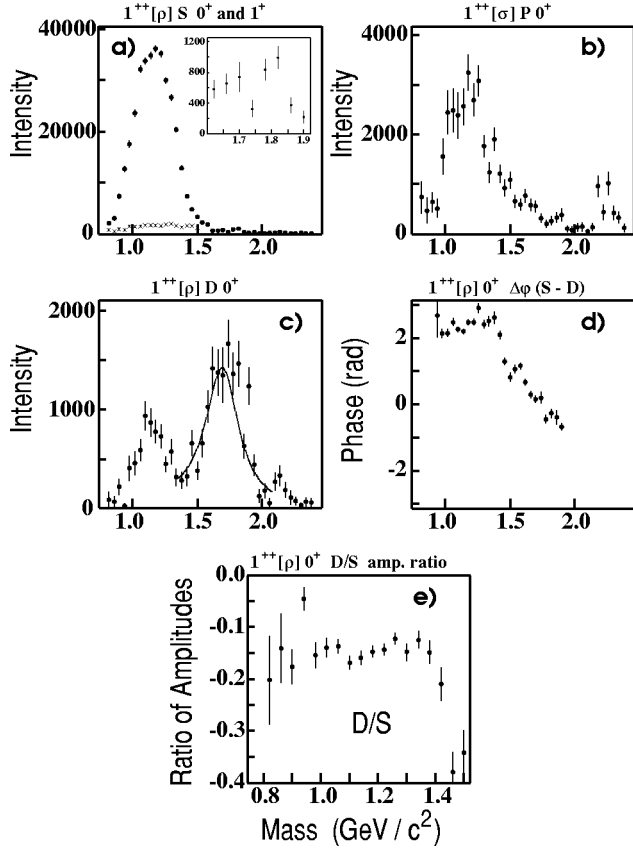 1++[ρ] S 0+ and 1+
a)
Intensity
40000
20000
0
1200
800
400
0
1.7
1.8
1.9
1.0
1.5
2.0
1++[σ] P 0+
b)
Intensity
4000
2000
0
1.0
1.5
2.0
1++[ρ] D 0+
c)
Intensity
2000
1000
0
1.0
1.5
2.0
1++[ρ] 0+ Δφ (S - D)
d)
Phase (rad)
2
0
-2
1.0
1.5
2.0
1++[ρ] 0+ D/S amp. ratio
e)
Ratio of Amplitudes
0.0
-0.1
-0.2
-0.3
-0.4
D/S
0.8
1.0
1.2
1.4
Mass (GeV / c2)